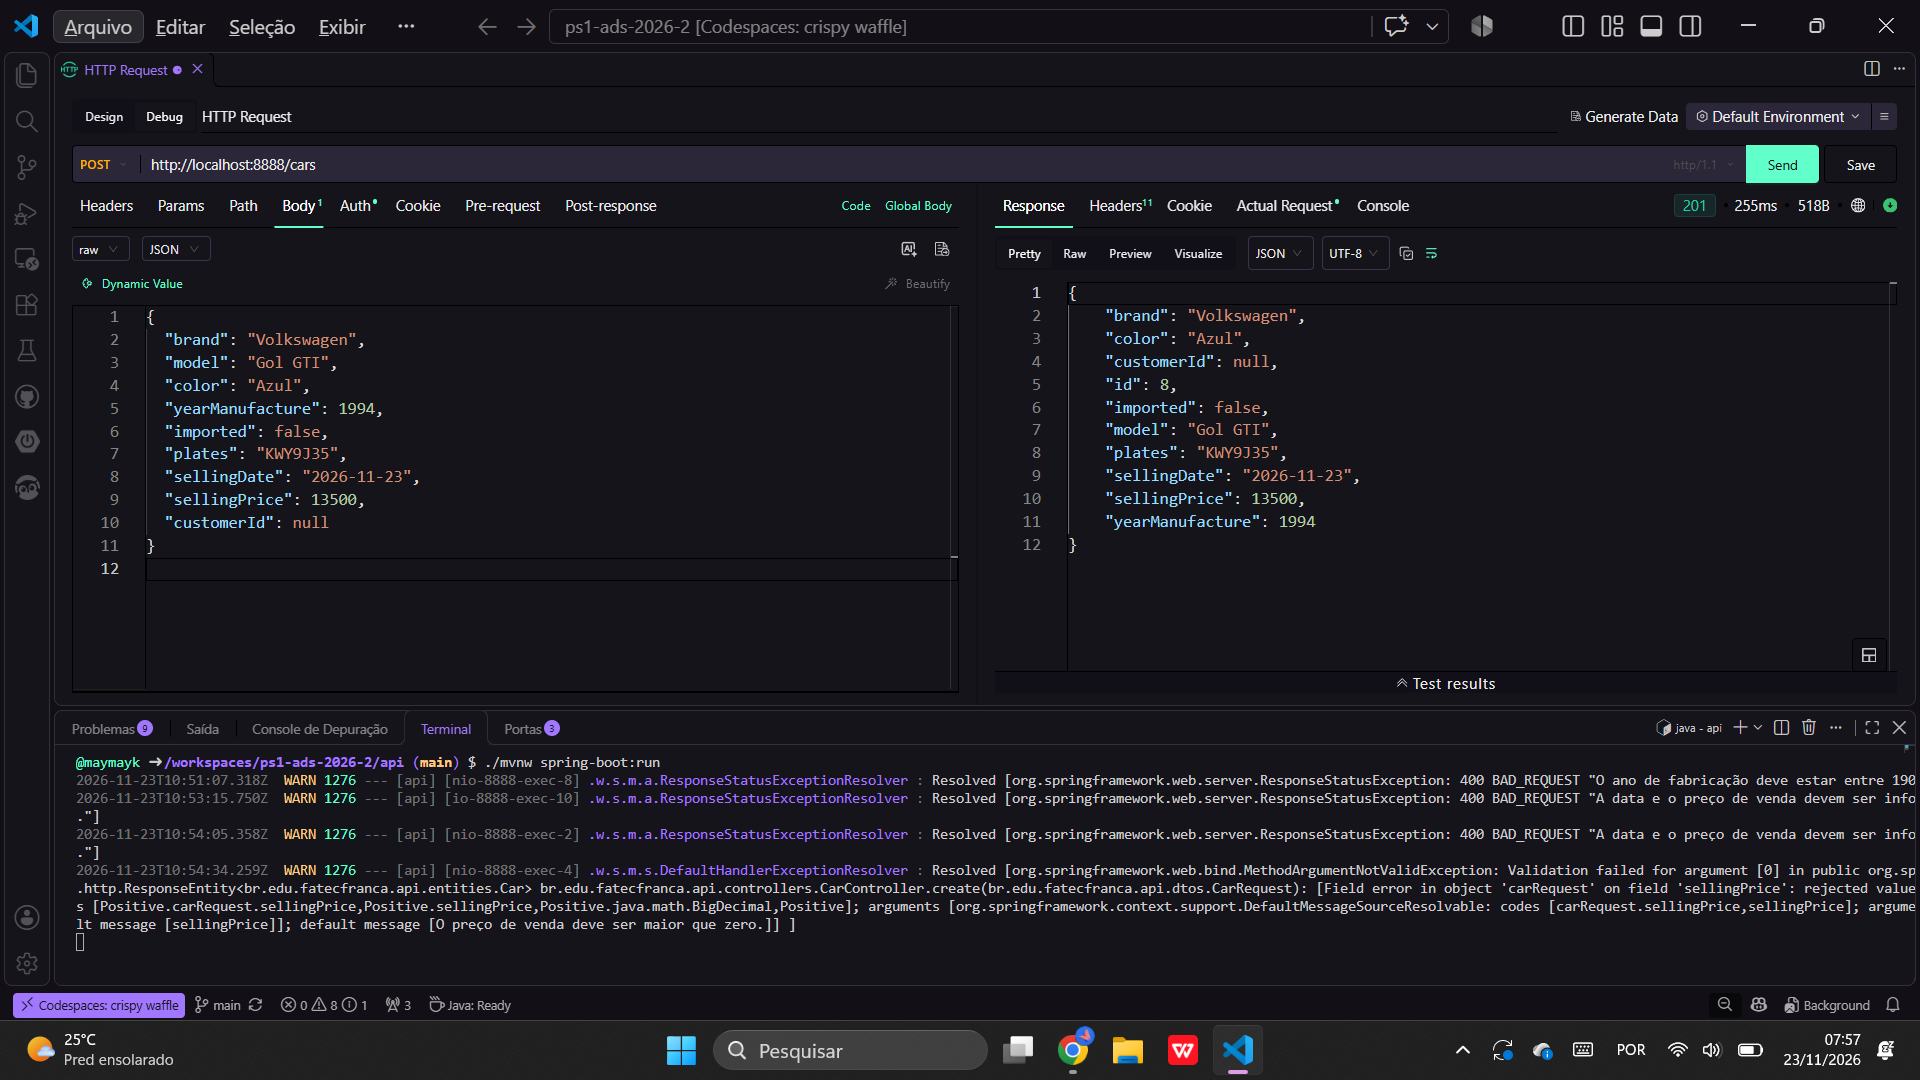 Arquivo Editar Seleção Exibir ps1-ads-2026-2 [Codespaces: crispy waffle]
HTTP HTTP Request
Design Debug HTTP Request Generate Data Default Environment
POST http://localhost:8888/cars http/1.1 Send Save
Headers Params Path Body 1 Auth Cookie Pre-request Post-response Code Global Body
raw JSON
Dynamic Value Beautify
1 {
2 "brand": "Volkswagen",
3 "model": "Gol GTI",
4 "color": "Azul",
5 "yearManufacture": 1994,
6 "imported": false,
7 "plates": "KWY9J35",
8 "sellingDate": "2026-11-23",
9 "sellingPrice": 13500,
10 "customerId": null
11 }
12
Response Headers 11 Cookie Actual Request Console 201 255ms 518B
Pretty Raw Preview Visualize JSON UTF-8
1 {
2 "brand": "Volkswagen",
3 "color": "Azul",
4 "customerId": null,
5 "id": 8,
6 "imported": false,
7 "model": "Gol GTI",
8 "plates": "KWY9J35",
9 "sellingDate": "2026-11-23",
10 "sellingPrice": 13500,
11 "yearManufacture": 1994
12 }
Test results
Problemas 9 Saída Console de Depuração Terminal Portas 3 java - api
@maymayk ➜/workspaces/ps1-ads-2026-2/api (main) $ ./mvnw spring-boot:run
2026-11-23T10:51:07.318Z WARN 1276 --- [api] [nio-8888-exec-8] .w.s.m.a.ResponseStatusExceptionResolver : Resolved [org.springframework.web.server.ResponseStatusException: 400 BAD_REQUEST "O ano de fabricação deve estar entre 190
2026-11-23T10:53:15.750Z WARN 1276 --- [api] [io-8888-exec-10] .w.s.m.a.ResponseStatusExceptionResolver : Resolved [org.springframework.web.server.ResponseStatusException: 400 BAD_REQUEST "A data e o preço de venda devem ser info
."]
2026-11-23T10:54:05.358Z WARN 1276 --- [api] [nio-8888-exec-2] .w.s.m.a.ResponseStatusExceptionResolver : Resolved [org.springframework.web.server.ResponseStatusException: 400 BAD_REQUEST "A data e o preço de venda devem ser info
."]
2026-11-23T10:54:34.259Z WARN 1276 --- [api] [nio-8888-exec-4] .w.s.m.s.DefaultHandlerExceptionResolver : Resolved [org.springframework.web.bind.MethodArgumentNotValidException: Validation failed for argument [0] in public org.sp
.http.ResponseEntity<br.edu.fatecfranca.api.entities.Car> br.edu.fatecfranca.api.controllers.CarController.create(br.edu.fatecfranca.api.dtos.CarRequest): [Field error in object 'carRequest' on field 'sellingPrice': rejected value
s [Positive.carRequest.sellingPrice,Positive.sellingPrice,Positive.java.math.BigDecimal,Positive]; arguments [org.springframework.context.support.DefaultMessageSourceResolvable: codes [carRequest.sellingPrice,sellingPrice]; argume
lt message [sellingPrice]]; default message [O preço de venda deve ser maior que zero.]] ]
Codespaces: crispy waffle main 0 8 1 3 Java: Ready Background
25°C
Pred ensolarado
Pesquisar
POR
07:57
23/11/2026